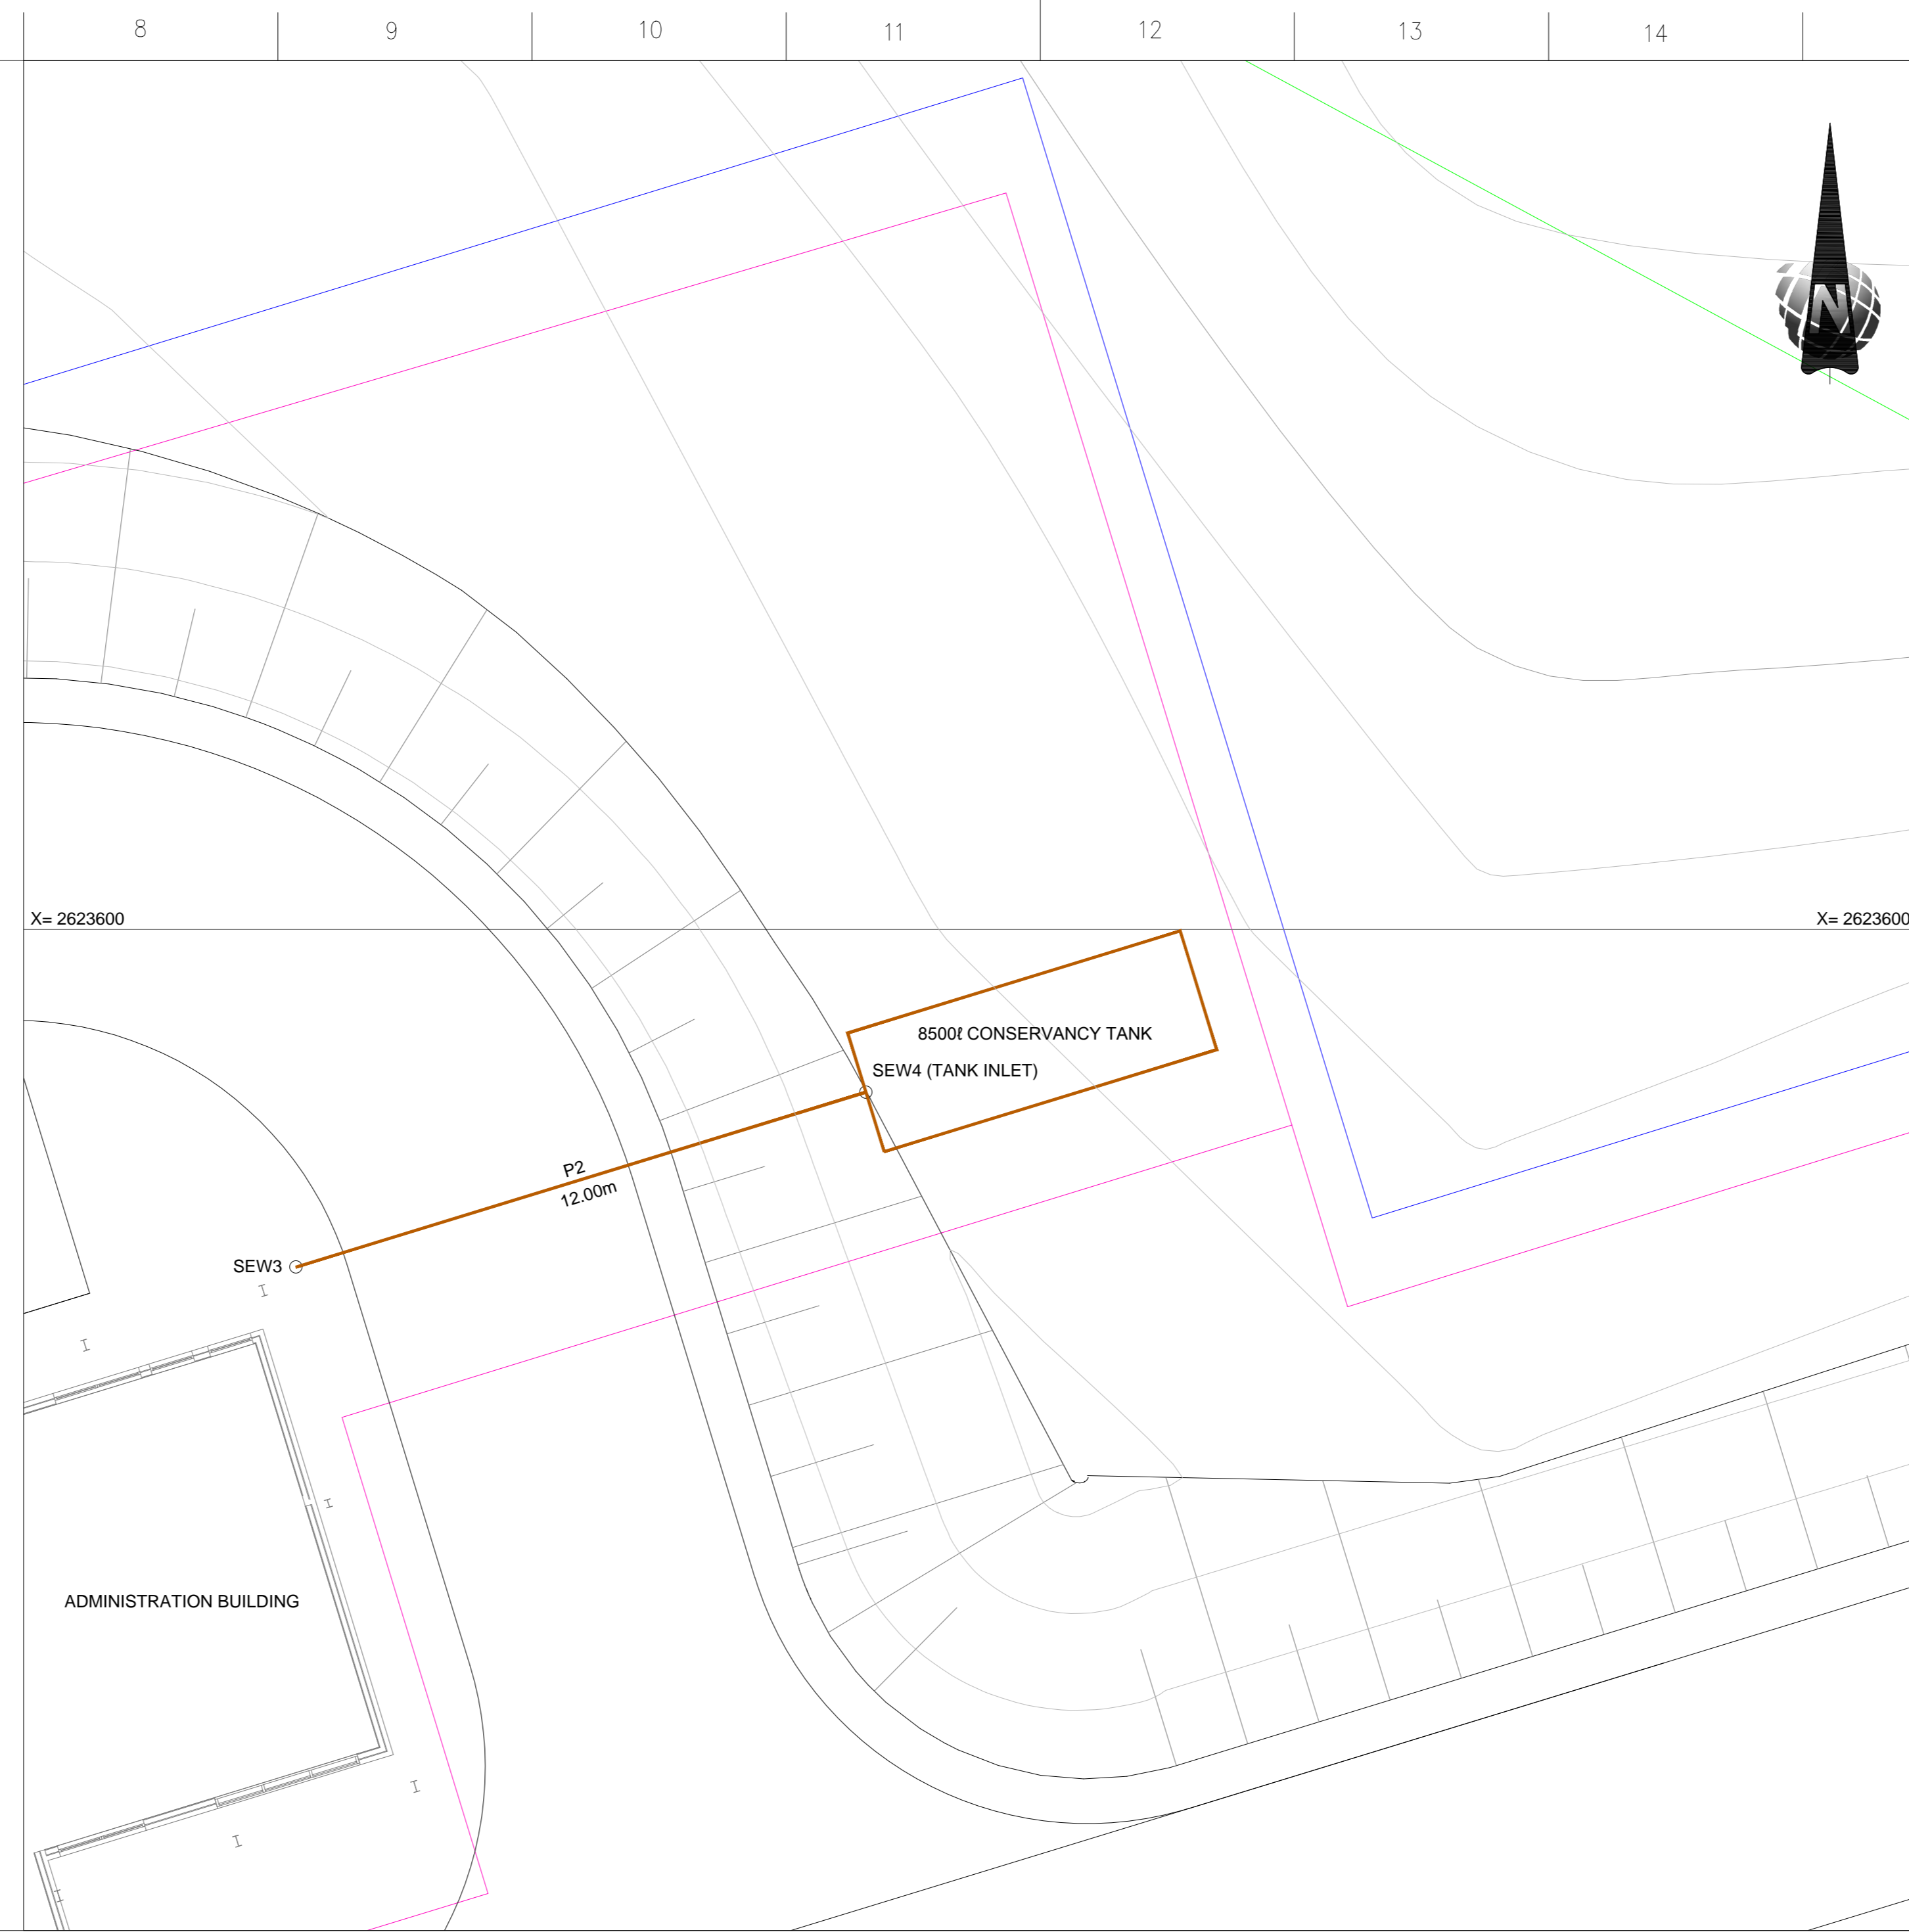 8 9 10 11 12 13 14
N
X= 2623600 X= 2623600
8500ℓ CONSERVANCY TANK
SEW4 (TANK INLET)
P2
12.00m
SEW3
ADMINISTRATION BUILDING